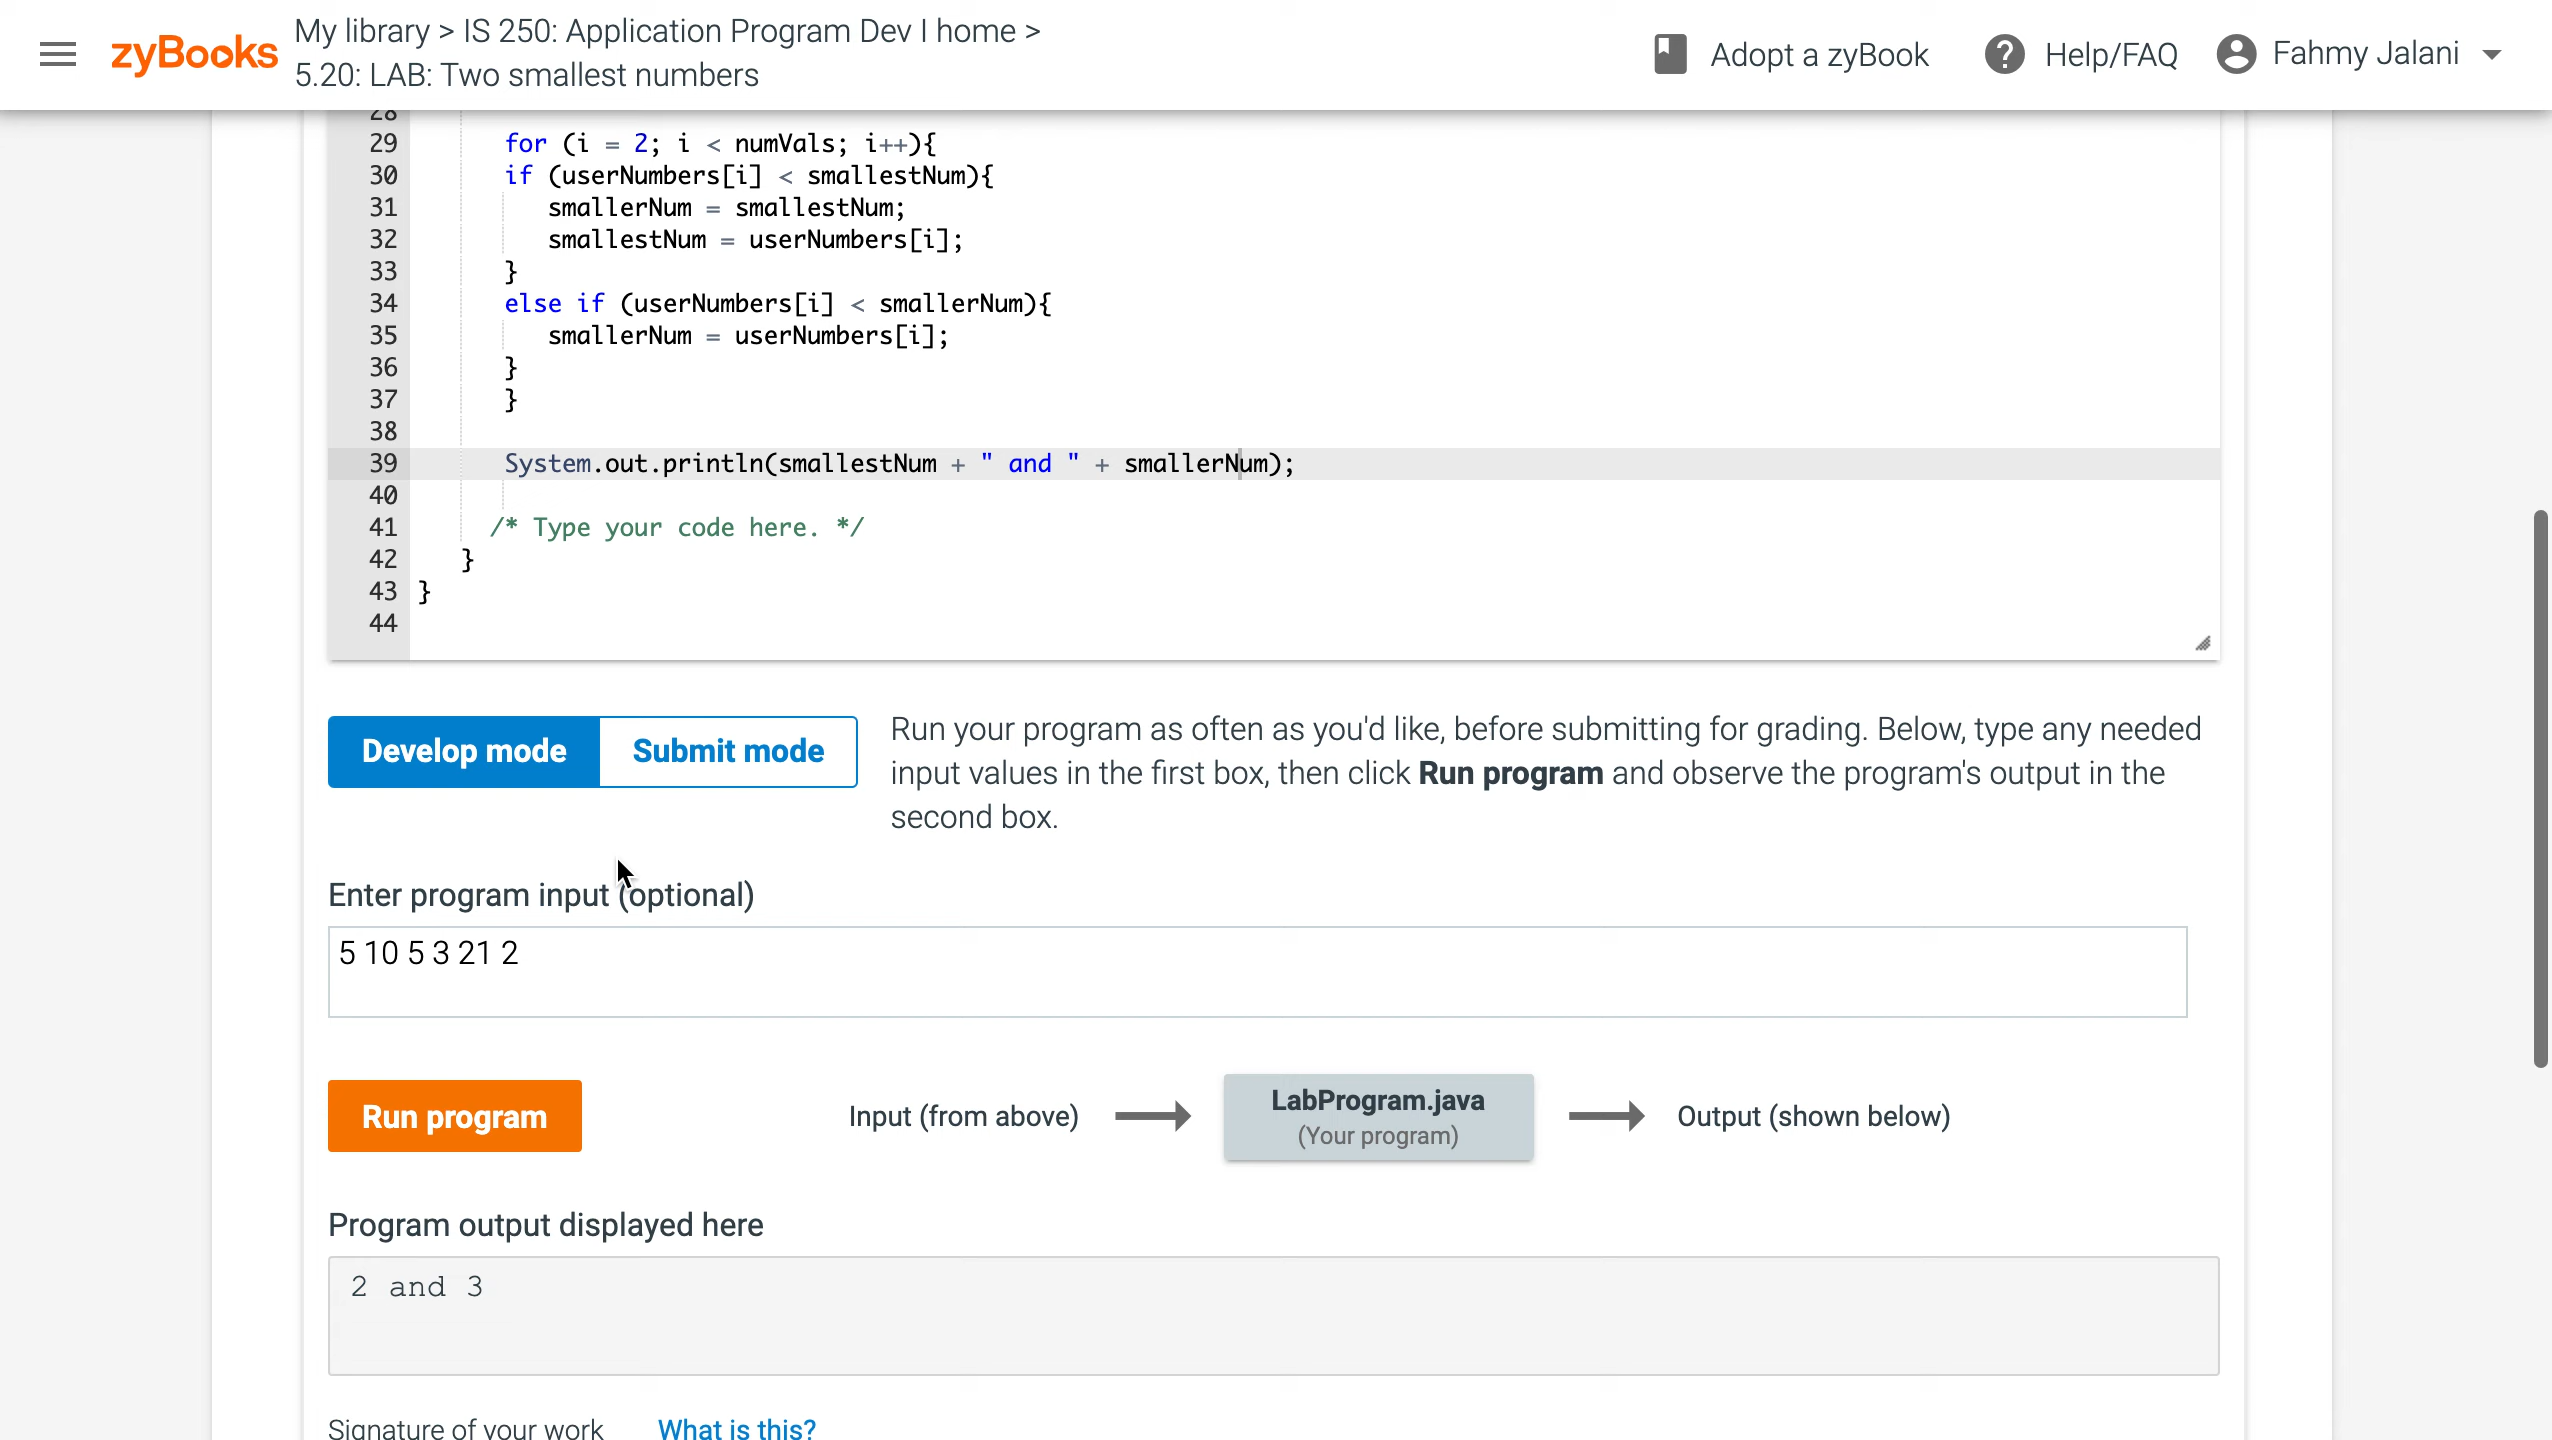 zyBooks
My library > IS 250: Application Program Dev I home >
5.20: LAB: Two smallest numbers
Adopt a zyBook
Help/FAQ
Fahmy Jalani
28
29 for (i = 2; i < numVals; i++){
30 if (userNumbers[i] < smallestNum){
31 smallerNum = smallestNum;
32 smallestNum = userNumbers[i];
33 }
34 else if (userNumbers[i] < smallerNum){
35 smallerNum = userNumbers[i];
36 }
37 }
38
39 System.out.println(smallestNum + " and " + smallerNum);
40
41 /* Type your code here. */
42 }
43 }
44
Develop mode
Submit mode
Run your program as often as you'd like, before submitting for grading. Below, type any needed
input values in the first box, then click Run program and observe the program's output in the
second box.
Enter program input (optional)
5 10 5 3 21 2
Run program
Input (from above)
LabProgram.java
(Your program)
Output (shown below)
Program output displayed here
2 and 3
Signature of your work
What is this?